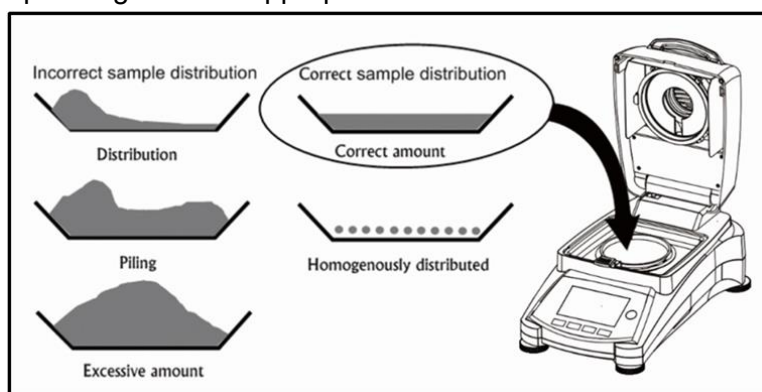 Incorrect sample distribution
Distribution
Piling
Excessive amount
Correct sample distribution
Correct amount
Homogenously distributed